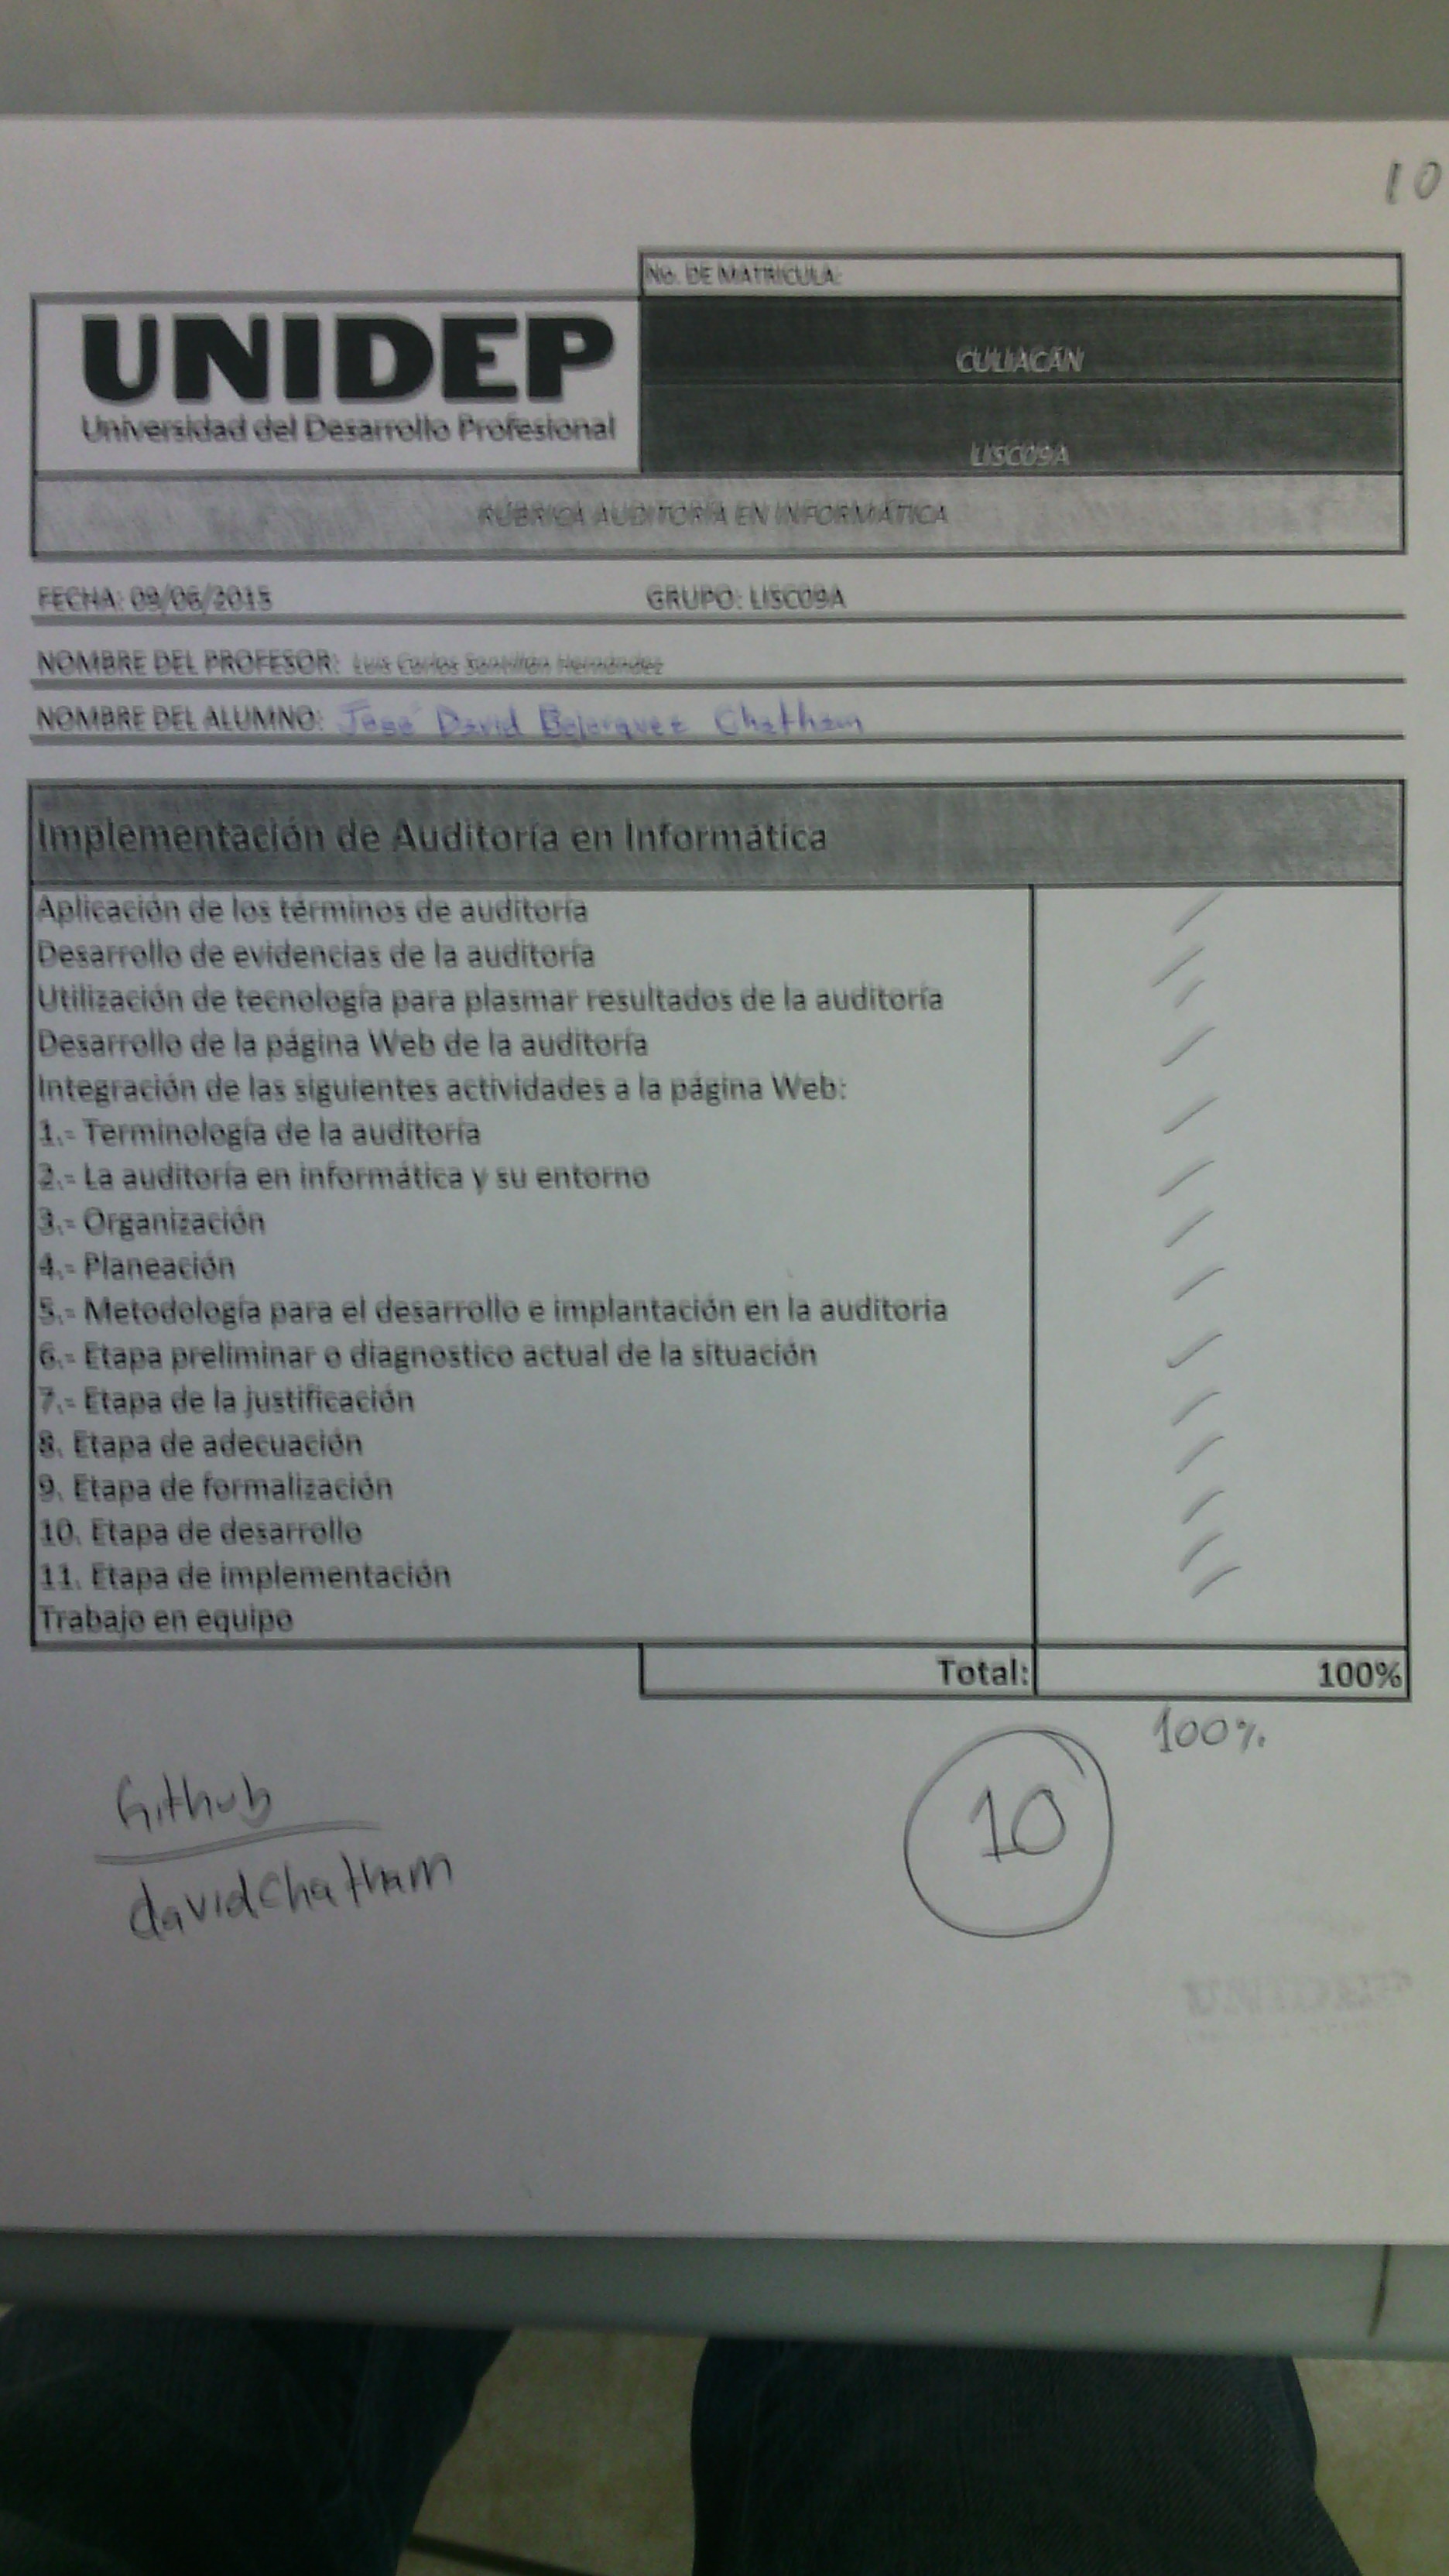 10
No. DE MATRICULA:
UNIDEP
Universidad del Desarrollo Profesional
CULIACÁN
LISC09A
RÚBRICA AUDITORÍA EN INFORMÁTICA
FECHA: 09/06/2015 GRUPO: LISC09A
NOMBRE DEL PROFESOR: Luis Carlos Santillán Hernández
NOMBRE DEL ALUMNO: José David Bojorquez Chatham
Implementación de Auditoría en Informática
Aplicación de los términos de auditoría
Desarrollo de evidencias de la auditoría
Utilización de tecnología para plasmar resultados de la auditoría
Desarrollo de la página Web de la auditoría
Integración de las siguientes actividades a la página Web:
1.- Terminología de la auditoría
2.- La auditoría en informática y su entorno
3.- Organización
4.- Planeación
5.- Metodología para el desarrollo e implantación en la auditoria
6.- Etapa preliminar o diagnostico actual de la situación
7.- Etapa de la justificación
8. Etapa de adecuación
9. Etapa de formalización
10. Etapa de desarrollo
11. Etapa de implementación
Trabajo en equipo
Total: 100%
100%
10
Github
davidChatham